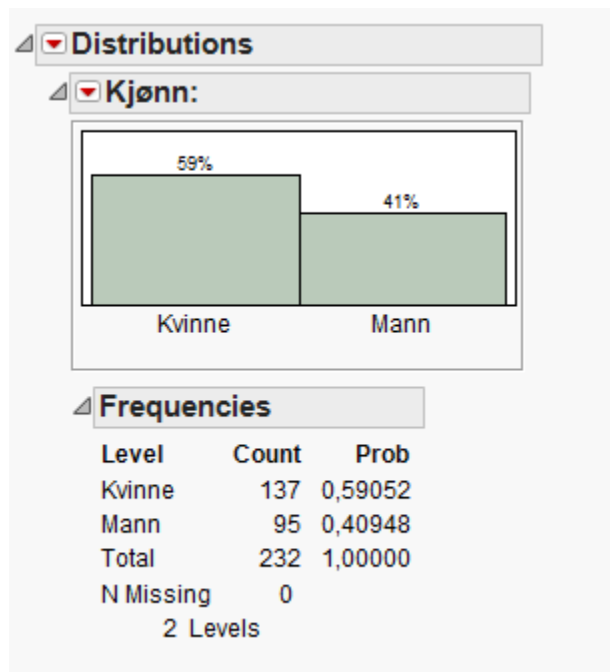 Distributions
Kjønn:
59%
41%
Kvinne Mann
Frequencies
Level Count Prob
Kvinne 137 0,59052
Mann 95 0,40948
Total 232 1,00000
N Missing 0
2 Levels